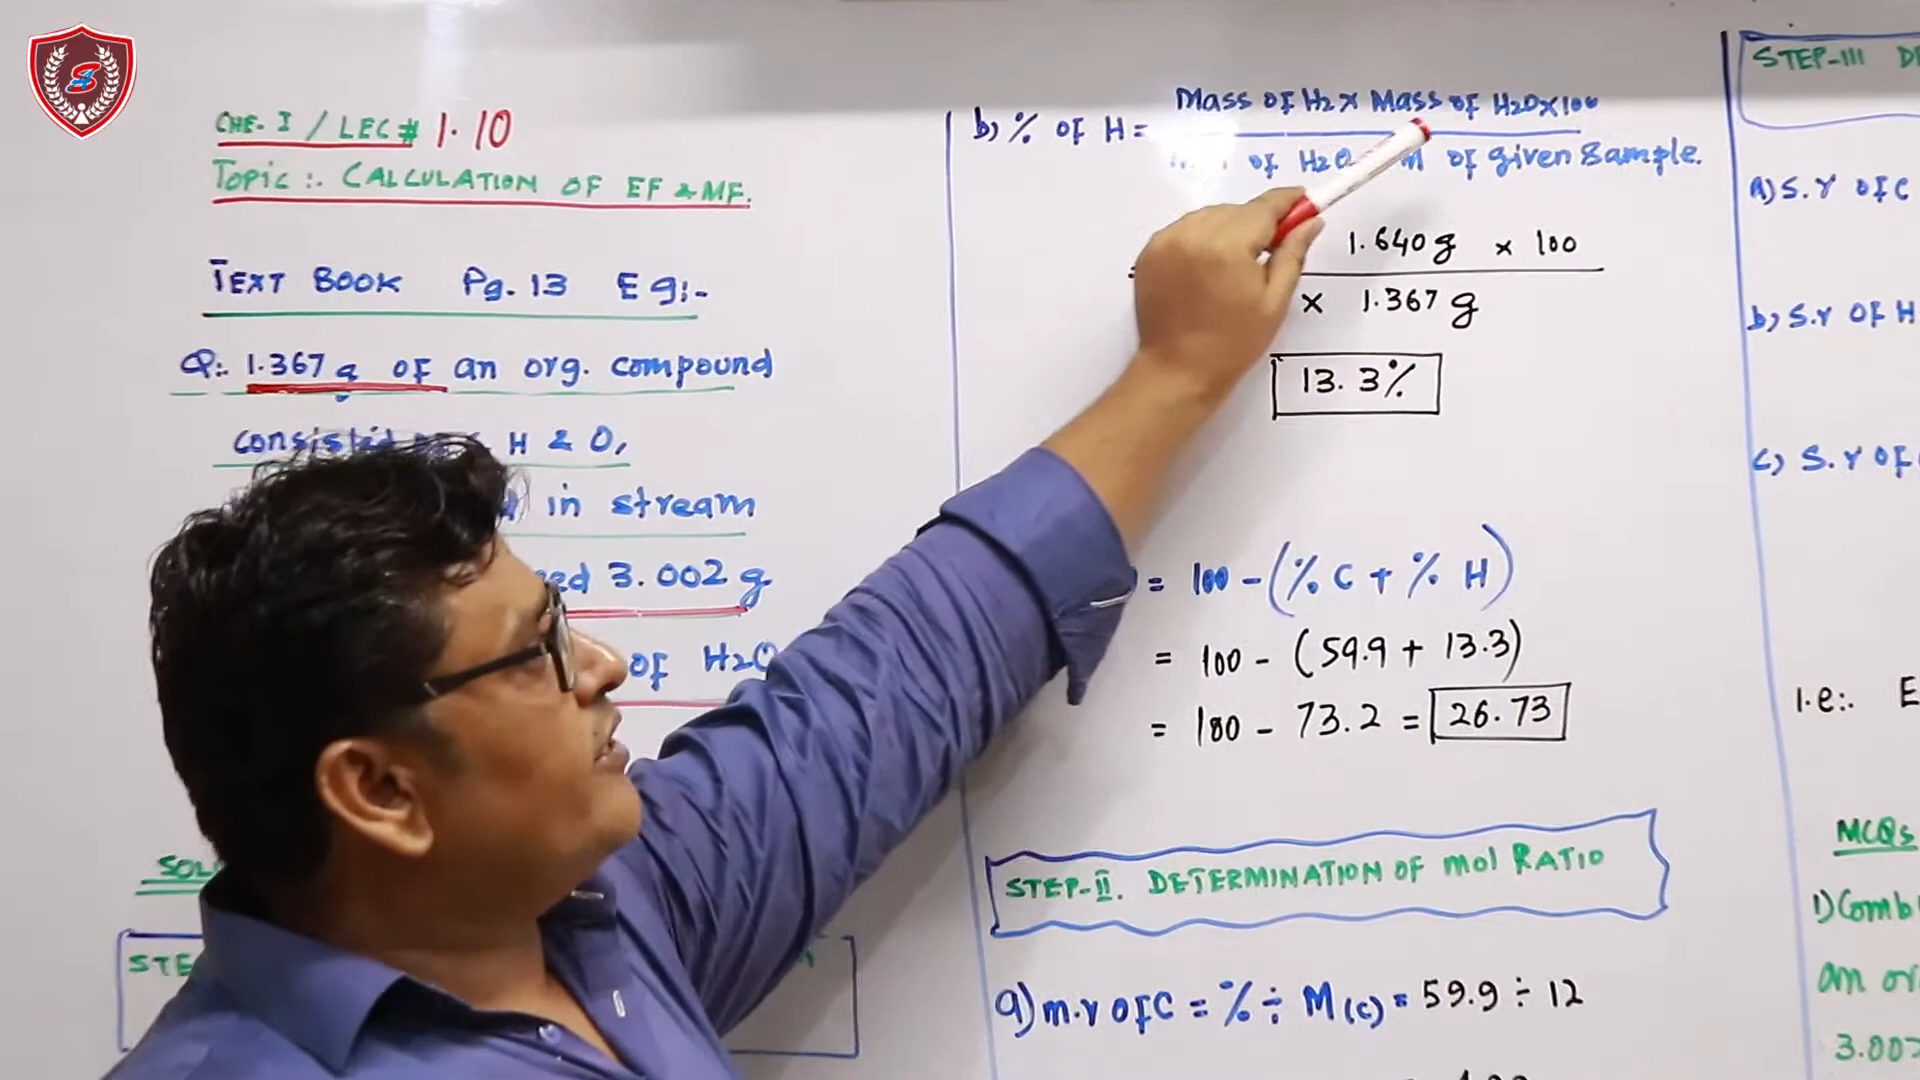 CHE-I / LEC# 1.10
TOPIC:. CALCULATION OF EF & MF.
TEXT BOOK Pg. 13 Eg:-
Q:. 1.367 g of an org. compound
H & O,
in stream
3.002 g
of H2O
STE
b) % of H = Mass of H2 x Mass of H2O x 100
of H2O of given Sample.
1.640 g x 100
x 1.367 g
13.3%
= 100 - (% C + % H)
= 100 - (59.9 + 13.3)
= 100 - 73.2 = 26.73
STEP-II. DETERMINATION OF mol RATIO
a) m.r of C = % ÷ M(C) = 59.9 ÷ 12
STEP-III
a) S.r of C
b) S.r of H
c) S.r of
I.e:. E
MCQs
1) Comb
an or
3.002